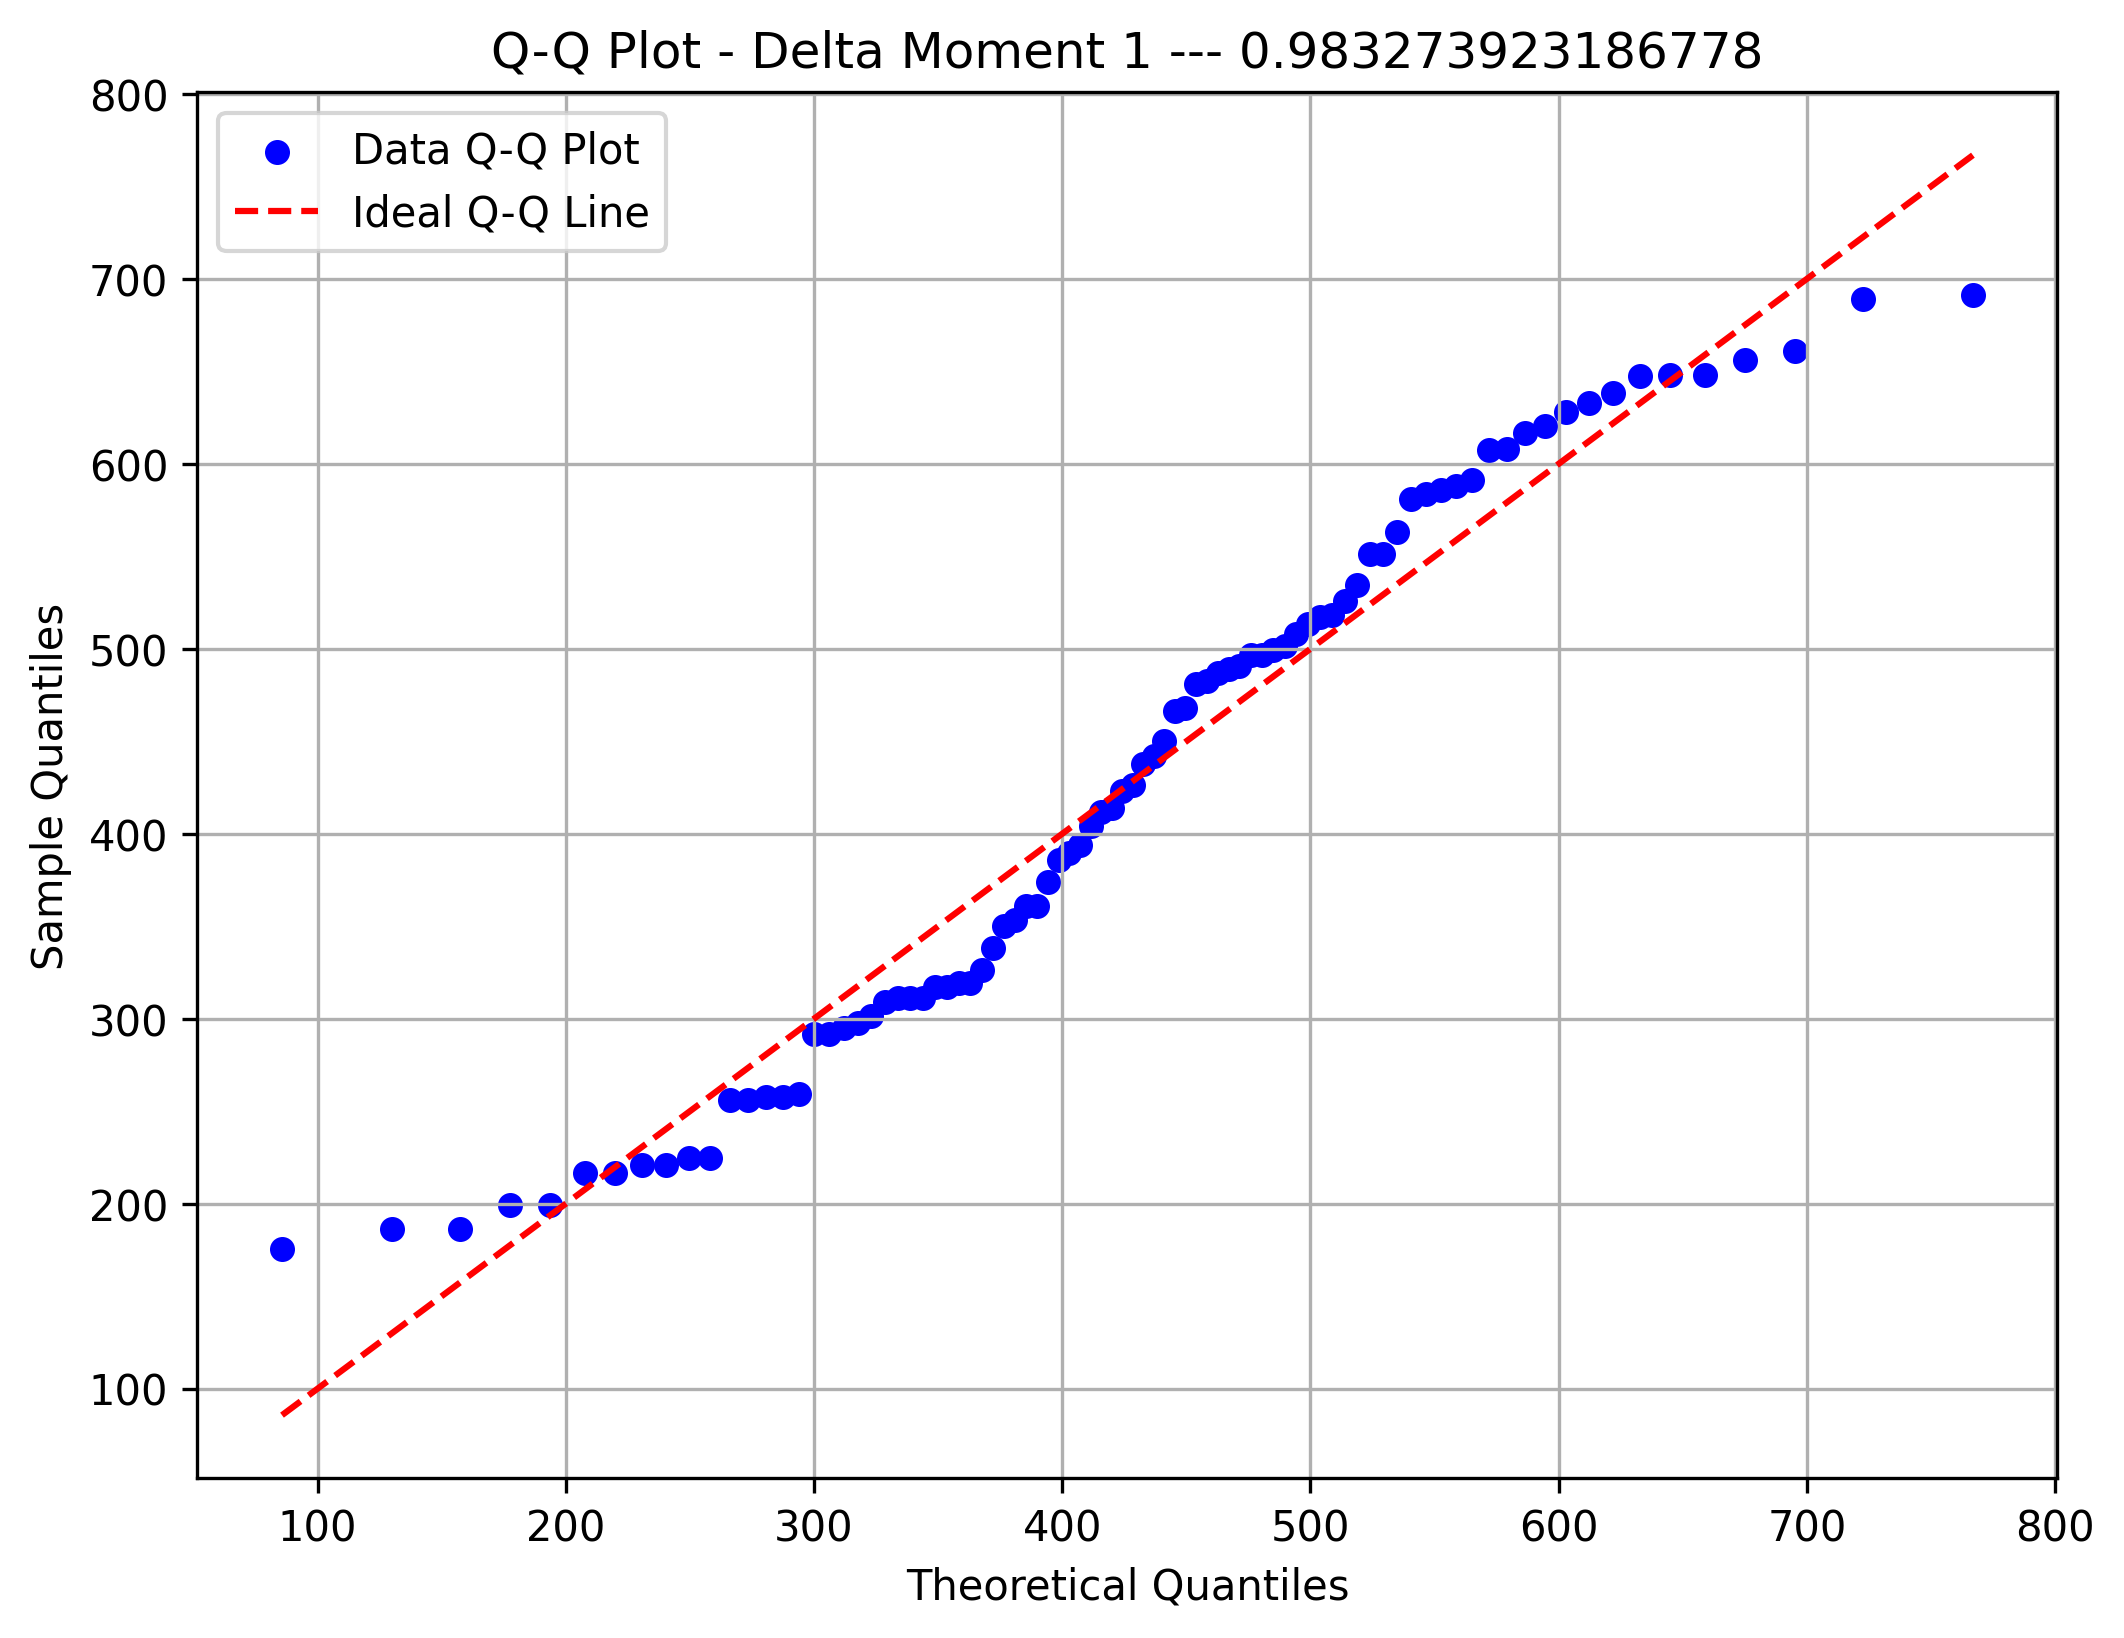 Q-Q Plot - Delta Moment 1 --- 0.983273923186778
Data Q-Q Plot
Ideal Q-Q Line
800
700
600
500
400
300
200
100
Sample Quantiles
100 200 300 400 500 600 700 800
Theoretical Quantiles